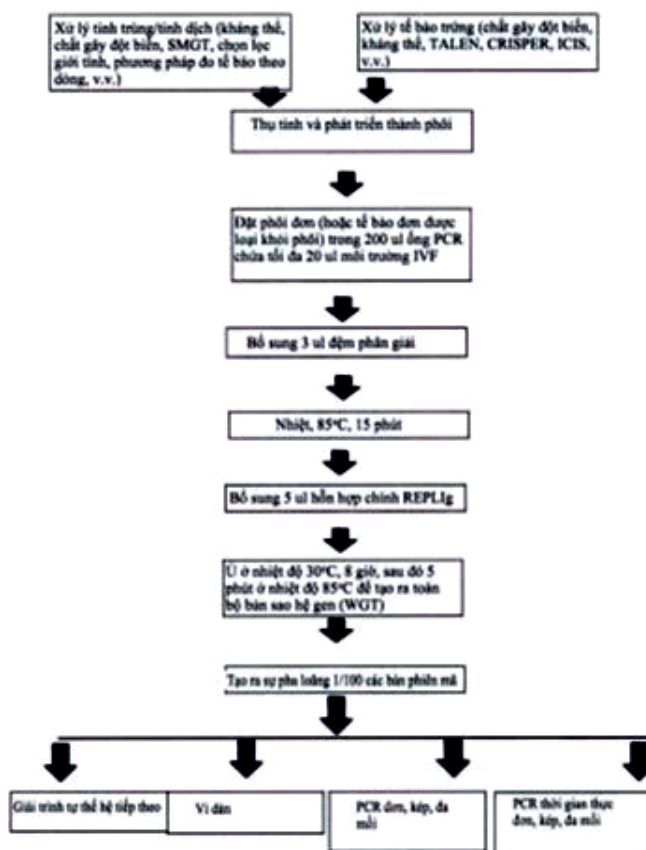 Xử lý tinh trùng/tinh dịch (kháng thể,
chất gây đột biến, SMGT, chọn lọc
giới tính, phương pháp đo tế bào theo
dòng, v.v.)
Xử lý tế bào trứng (chất gây đột biến,
kháng thể, TALEN, CRISPER, ICIS,
v.v.)
Thụ tinh và phát triển thành phôi
Đặt phôi đơn (hoặc tế bào đơn được
loại khỏi phôi) trong 200 ul ống PCR
chứa tối đa 20 ul môi trường IVF
Bổ sung 3 ul đệm phân giải
Nhiệt, 85°C, 15 phút
Bổ sung 5 ul hỗn hợp chính REPLIg
Ủ ở nhiệt độ 30°C, 8 giờ, sau đó 5
phút ở nhiệt độ 85°C để tạo ra toàn
bộ bản sao hệ gen (WGT)
Tạo ra sự pha loãng 1/100 các bản phiên mã
Giải trình tự thế hệ tiếp theo
Vi dãn
PCR đơn, kép, đa
mồi
PCR thời gian thực
đơn, kép, đa mồi